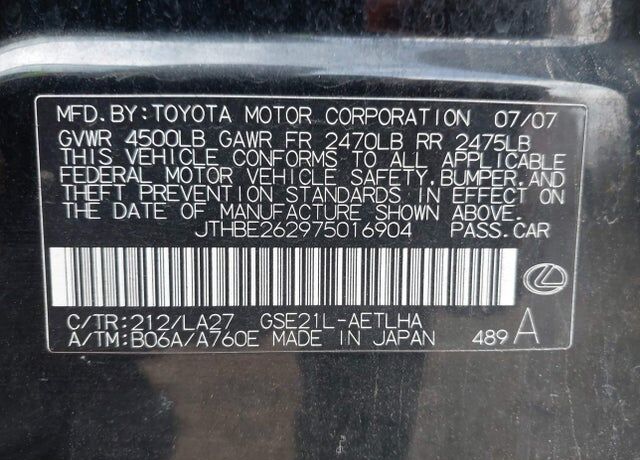 MFD.BY:TOYOTA MOTOR CORPORATION 07/07
GVWR 4500LB GAWR FR 2470LB RR 2475LB
THIS VEHICLE CONFORMS TO ALL APPLICABLE
FEDERAL MOTOR VEHICLE SAFETY,BUMPER,AND
THEFT PREVENTION STANDARDS IN EFFECT ON
THE DATE OF MANUFACTURE SHOWN ABOVE.
JTHBE262975016904 PASS.CAR
C/TR:212/LA27 GSE21L-AETLHA
A/TM:B06A/A760E MADE IN JAPAN 489 A